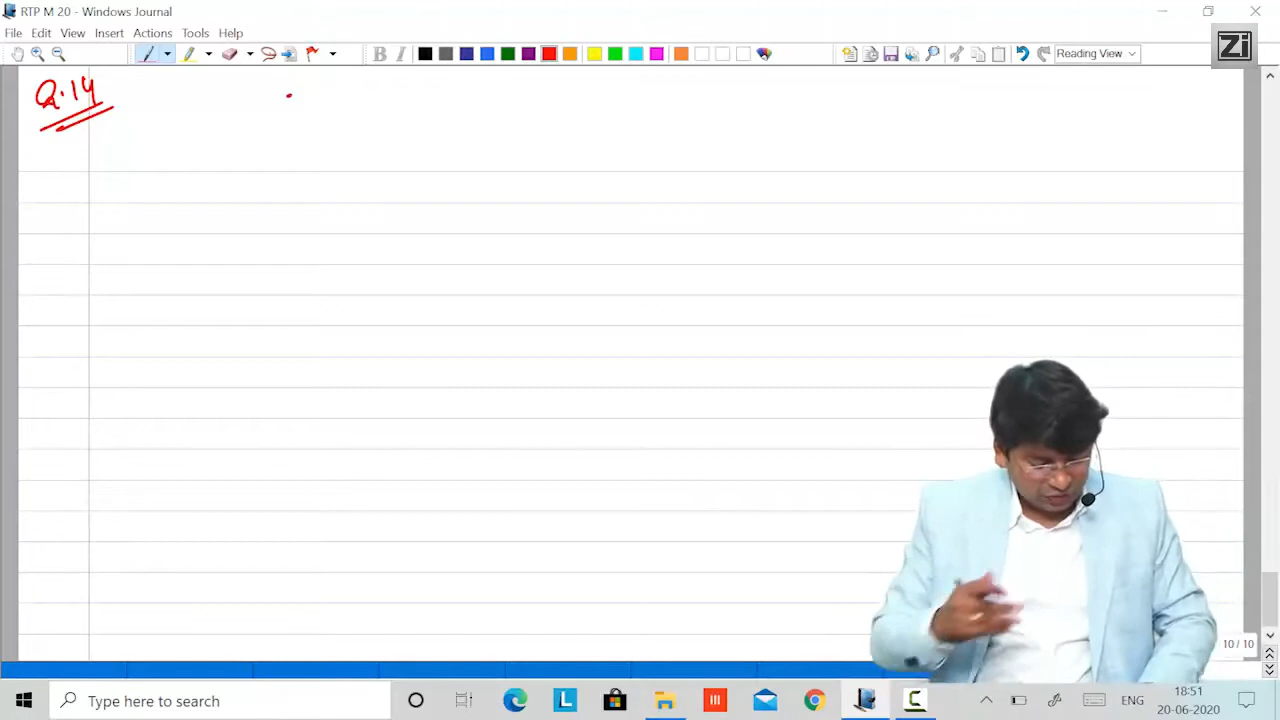 RTP M 20 - Windows Journal
File Edit View Insert Actions Tools Help
B I Reading View
Zi
Q.14
10 / 10
Type here to search
L
C
ENG
18:51
20-06-2020